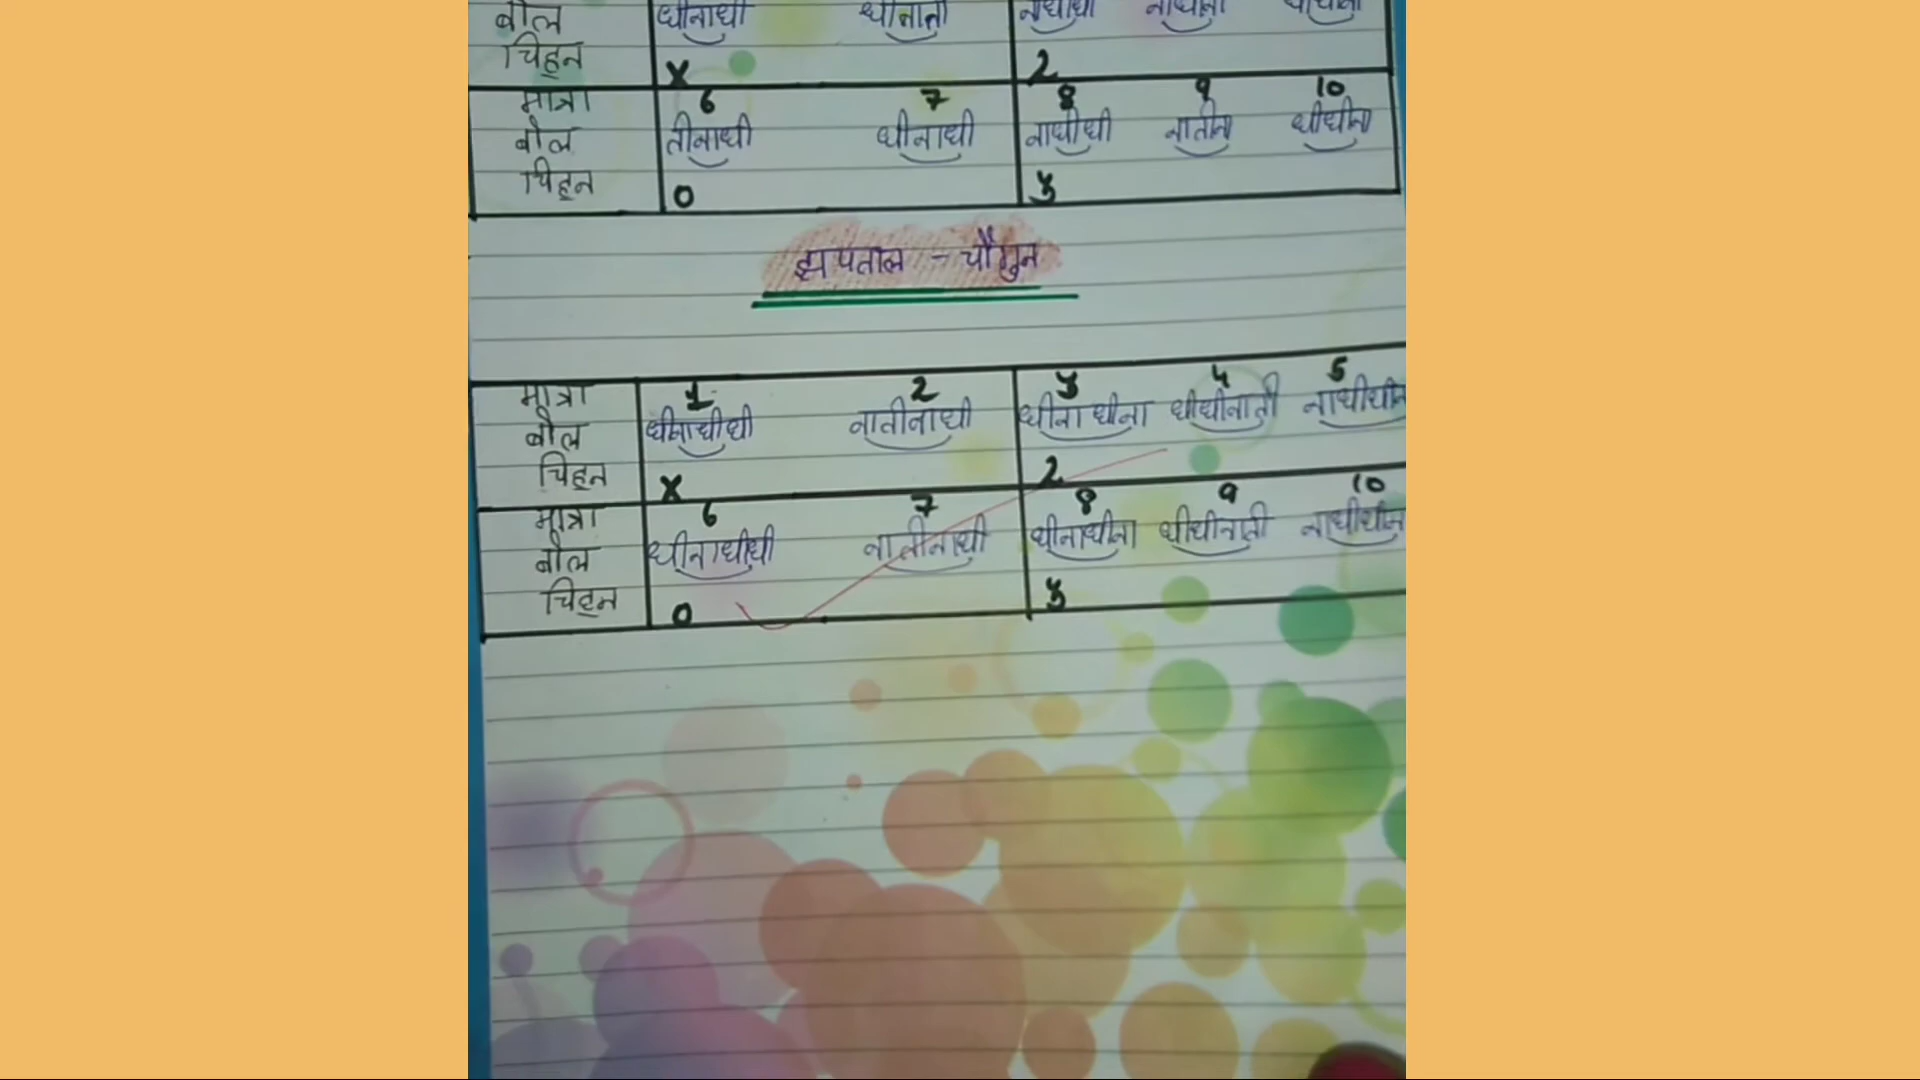 बोल धीनाधी धीनाती नाधीधी नाधीना धीधीना
चिह्न X 2
मात्रा 6 7 8 9 10
बोल तीनाधी धीनाधी नाधीधी नातीना धीधीना
चिह्न 0 3
झपताल - चौगुन
मात्रा 1 2 3 4 5
बोल धीनाधीधी नातीनाधी धीनाधीना धीधीनाती नाधीधीन
चिह्न X 2
मात्रा 6 7 8 9 10
बोल धीनाधीधी नातीनाधी धीनाधीना धीधीनाती नाधीधीन
चिह्न 0 3